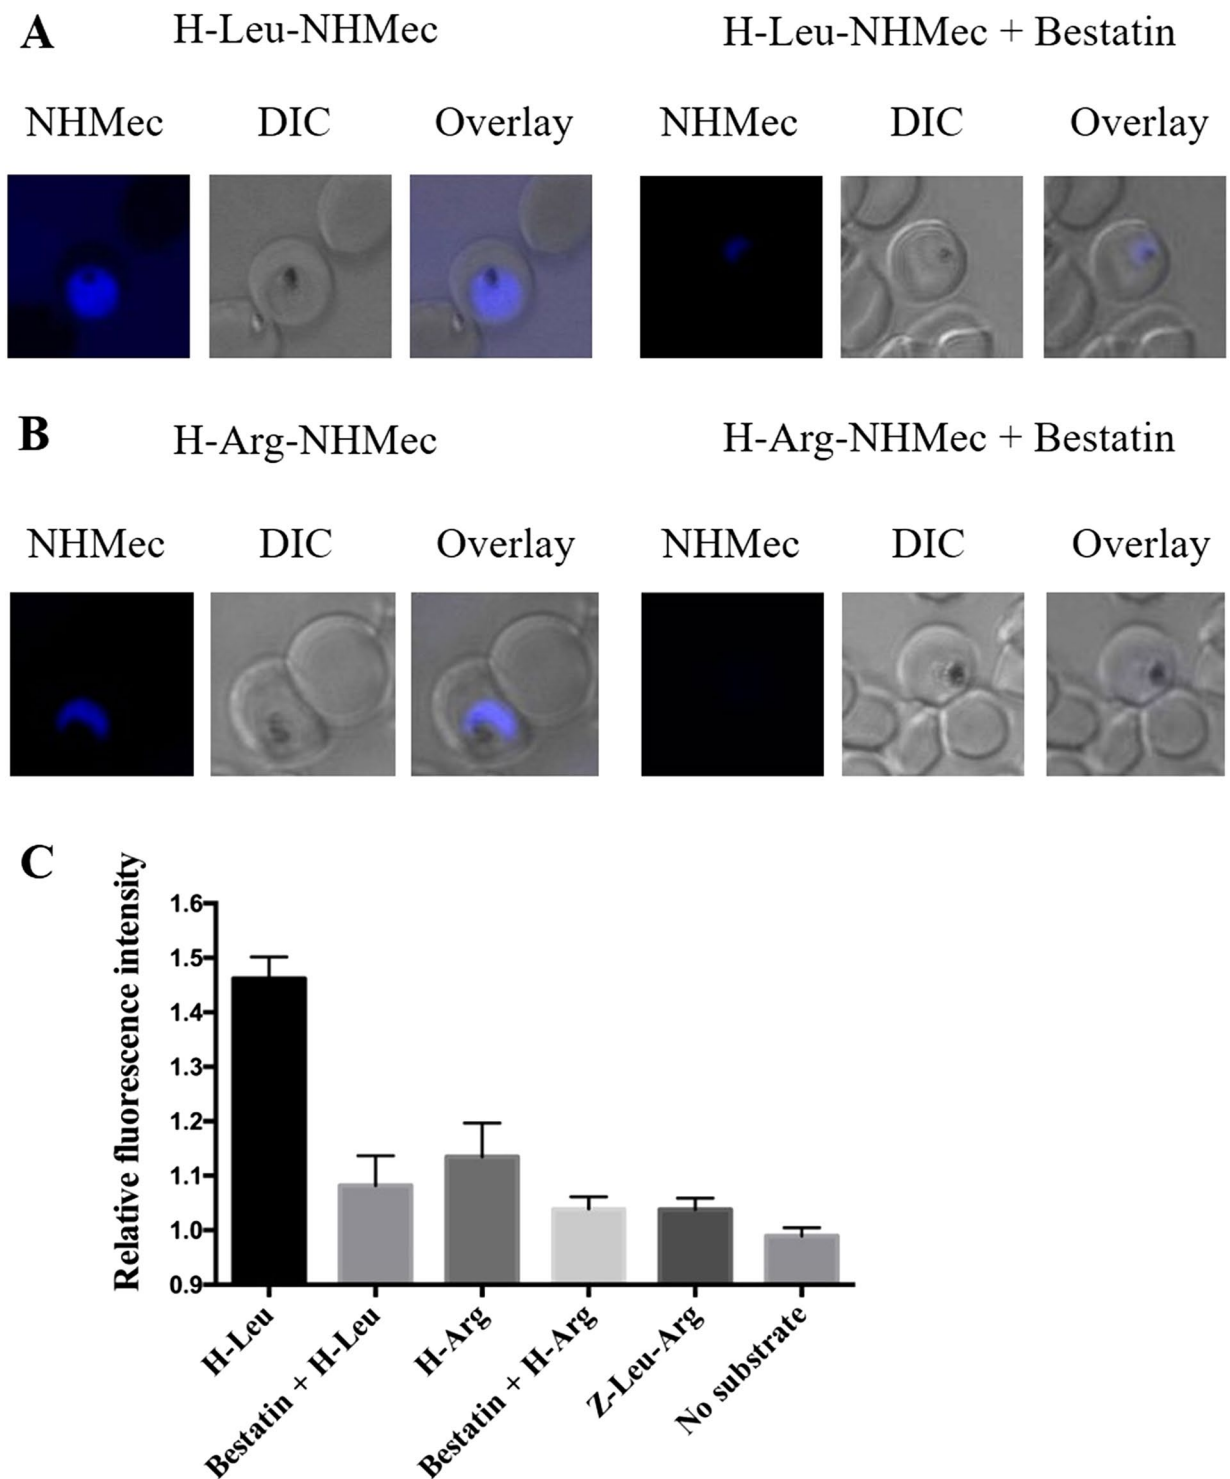 A
H-Leu-NHMec
H-Leu-NHMec + Bestatin
NHMec DIC Overlay NHMec DIC Overlay
B
H-Arg-NHMec
H-Arg-NHMec + Bestatin
NHMec DIC Overlay NHMec DIC Overlay
C
Relative fluorescence intensity
1.6
1.5
1.4
1.3
1.2
1.1
1.0
0.9
H-Leu
Bestatin + H-Leu
H-Arg
Bestatin + H-Arg
Z-Leu-Arg
No substrate